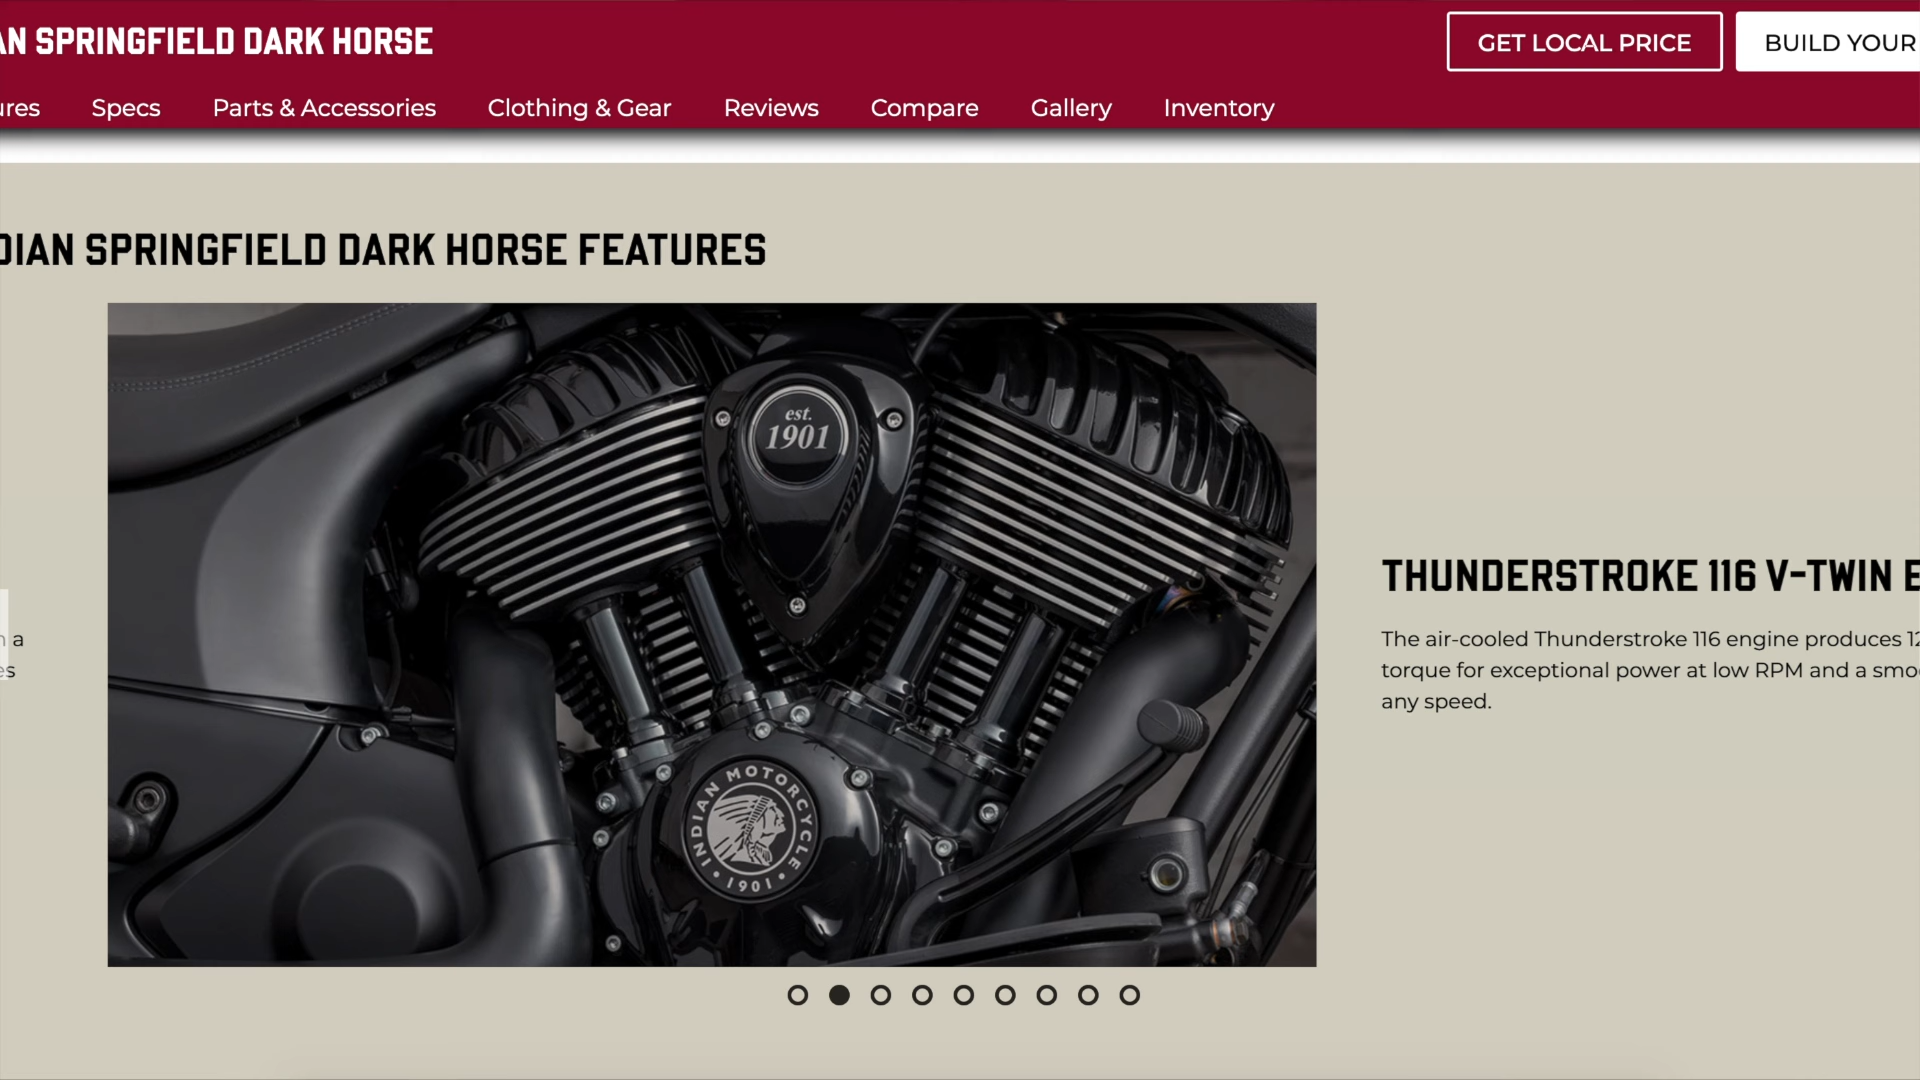 AN SPRINGFIELD DARK HORSE
GET LOCAL PRICE
BUILD YOUR
ures
Specs
Parts & Accessories
Clothing & Gear
Reviews
Compare
Gallery
Inventory
DIAN SPRINGFIELD DARK HORSE FEATURES
est.
1901
INDIAN MOTORCYCLE
• 1901 •
n a
es
THUNDERSTROKE 116 V-TWIN E
The air-cooled Thunderstroke 116 engine produces 12
torque for exceptional power at low RPM and a smo
any speed.